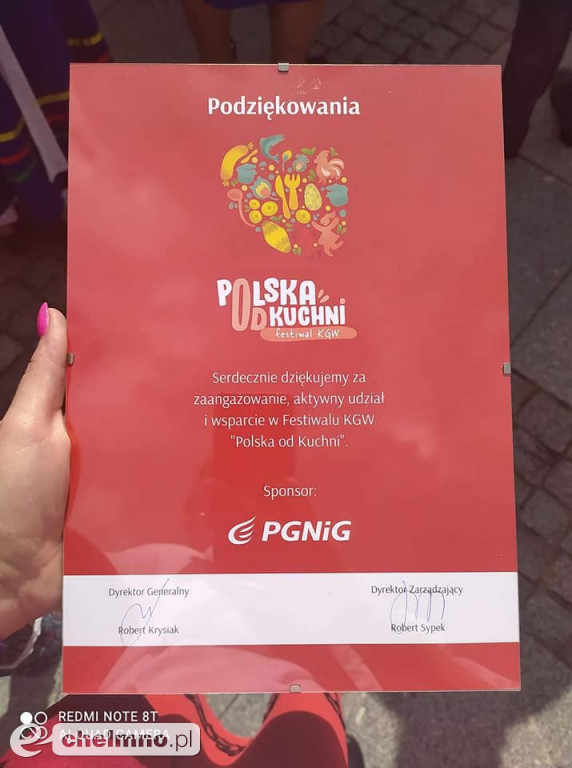 Podziękowania
POLSKA
OD KUCHNI
festiwal KGW
Serdecznie dziękujemy za
zaangażowanie, aktywny udział
i wsparcie w Festiwalu KGW
"Polska od Kuchni".
Sponsor:
PGNiG
Dyrektor Generalny
Robert Krysiak
Dyrektor Zarządzający
Robert Sypek
REDMI NOTE 8T
AI QUAD CAMERA
chelmno.pl